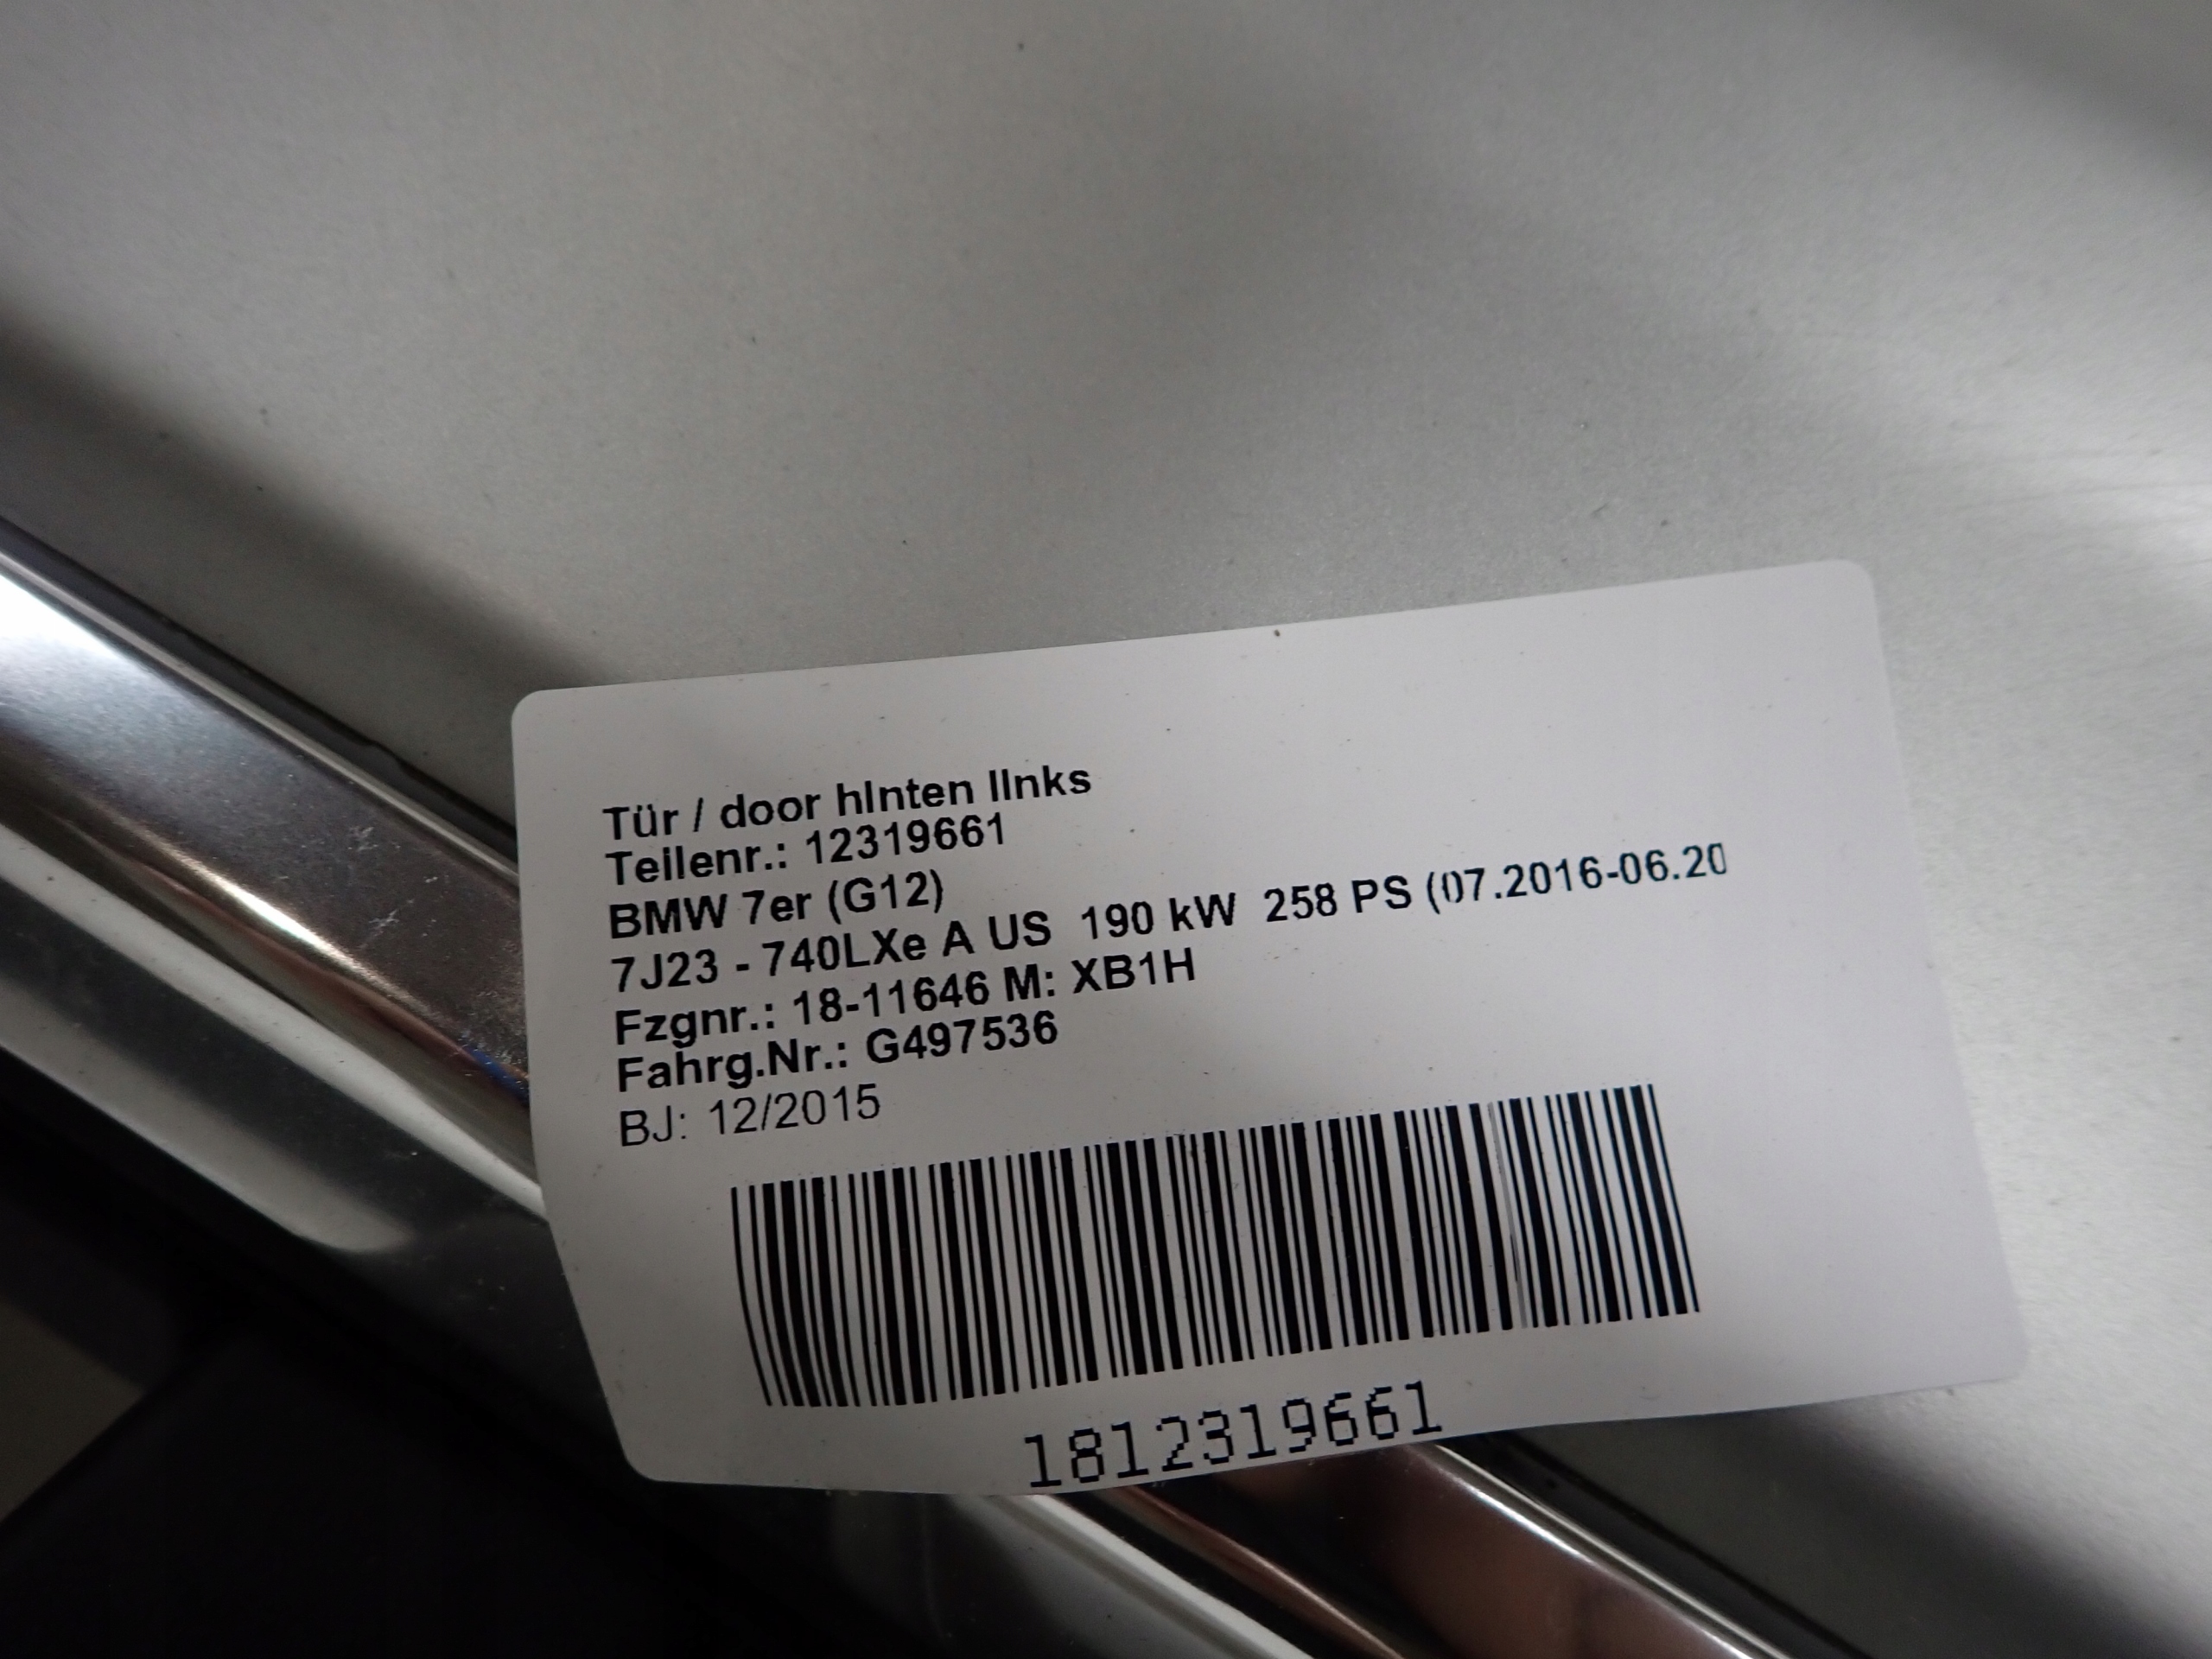 Tür / door hinten links
Teilenr.: 12319661
BMW 7er (G12)
7J23 - 740LXe A US 190 kW 258 PS (07.2016-06.20
Fzgnr.: 18-11646 M: XB1H
Fahrg.Nr.: G497536
BJ: 12/2015
1812319661